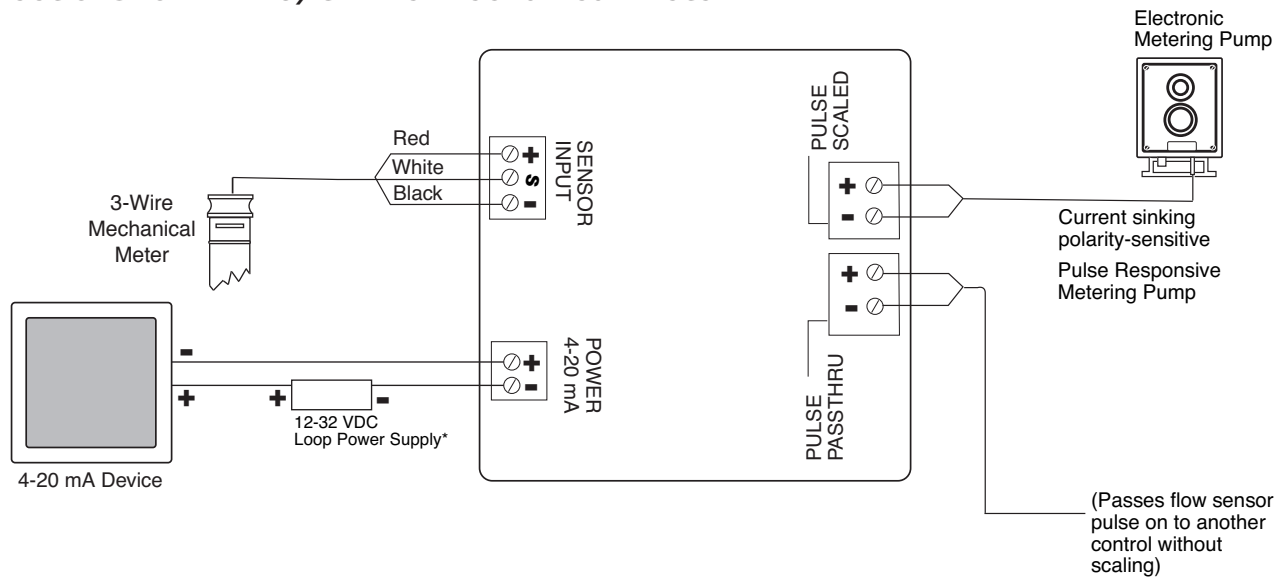 Electronic
Metering Pump
Red
White
Black
+
S
-
SENSOR
INPUT
PULSE
SCALED
+
-
3-Wire
Mechanical
Meter
Current sinking
polarity-sensitive
Pulse Responsive
Metering Pump
+
-
PULSE
PASSTHRU
-
+
+
-
12-32 VDC
Loop Power Supply*
+
-
POWER
4-20 mA
4-20 mA Device
(Passes flow sensor
pulse on to another
control without
scaling)